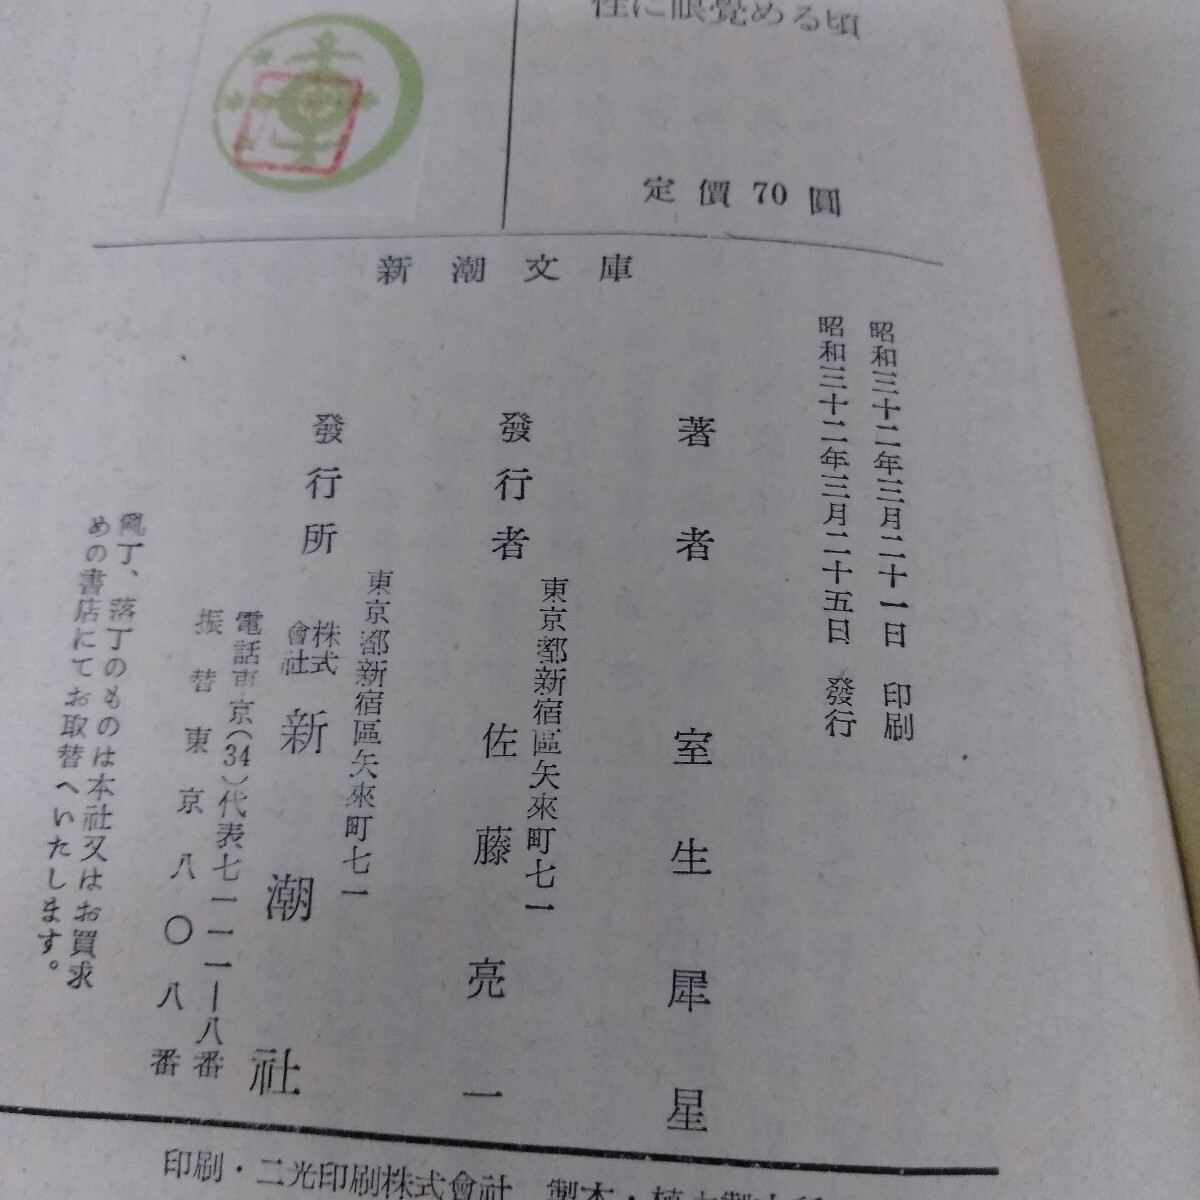 性に眼覚める頃
定價 70 圓
新潮文庫
昭和三十二年三月二十一日 印刷
昭和三十二年三月二十五日 發行
著者 室生犀星
東京都新宿區矢來町七一
發行者 佐藤亮一
東京都新宿區矢來町七一
發行所 株式會社 新潮社
電話東京(34)代表七一一一—八番
振替東京八〇八番
亂丁、落丁のものは本社又はお買求
めの書店にてお取替へいたします。
印刷・二光印刷株式會社 製本・